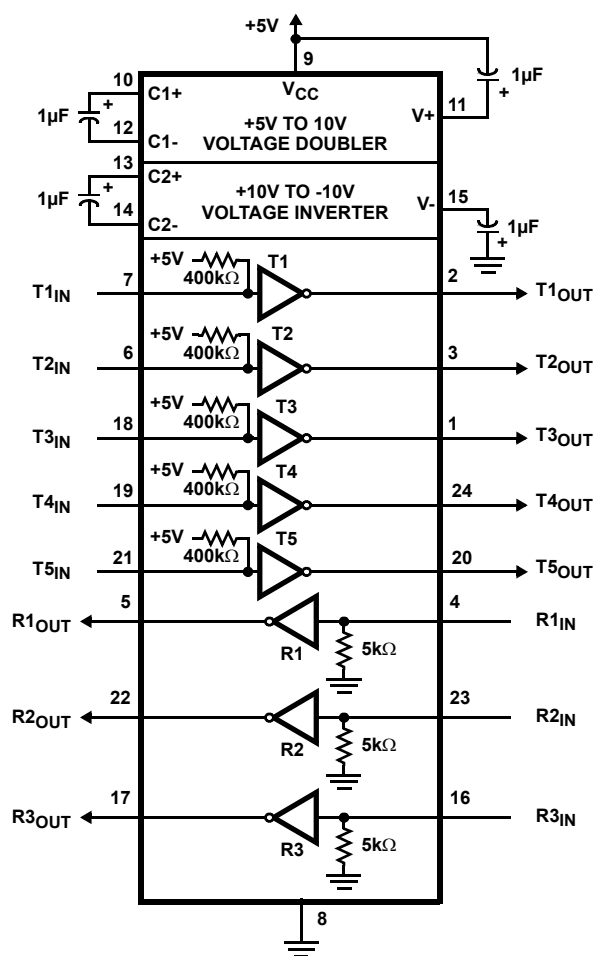 +5V
9
10
C1+
VCC
1µF
+
1µF
+
12
C1-
+5V TO 10V
VOLTAGE DOUBLER
V+
11
13
C2+
1µF
+
14
C2-
+10V TO -10V
VOLTAGE INVERTER
V-
15
1µF
+
+5V
400kΩ
T1
T1IN
7
2
T1OUT
+5V
400kΩ
T2
T2IN
6
3
T2OUT
+5V
400kΩ
T3
T3IN
18
1
T3OUT
+5V
400kΩ
T4
T4IN
19
24
T4OUT
+5V
400kΩ
T5
T5IN
21
20
T5OUT
R1OUT
5
4
R1IN
R1
5kΩ
R2OUT
22
23
R2IN
R2
5kΩ
R3OUT
17
16
R3IN
R3
5kΩ
8